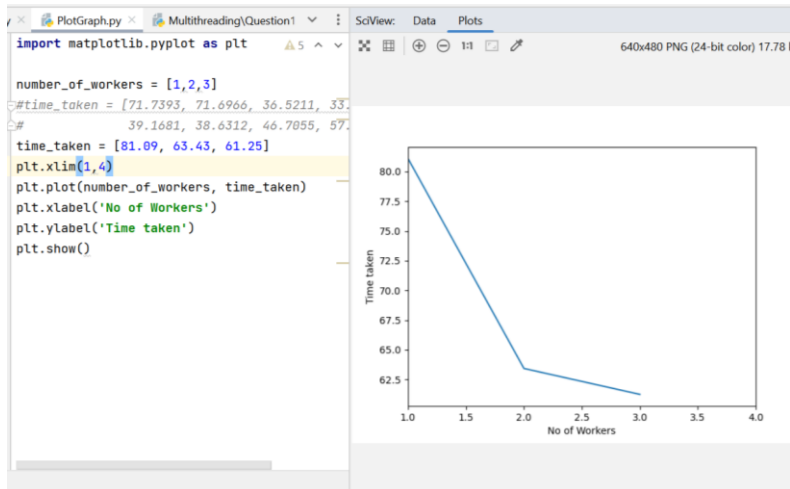 y PlotGraph.py Multithreading\Question1
import matplotlib.pyplot as plt
5
number_of_workers = [1,2,3]
#time_taken = [71.7393, 71.6966, 36.5211, 33.
# 39.1681, 38.6312, 46.7055, 57.
time_taken = [81.09, 63.43, 61.25]
plt.xlim(1,4)
plt.plot(number_of_workers, time_taken)
plt.xlabel('No of Workers')
plt.ylabel('Time taken')
plt.show()
SciView: Data Plots
1:1 640x480 PNG (24-bit color) 17.78
80.0
77.5
75.0
72.5
70.0
67.5
65.0
62.5
Time taken
1.0 1.5 2.0 2.5 3.0 3.5 4.0
No of Workers